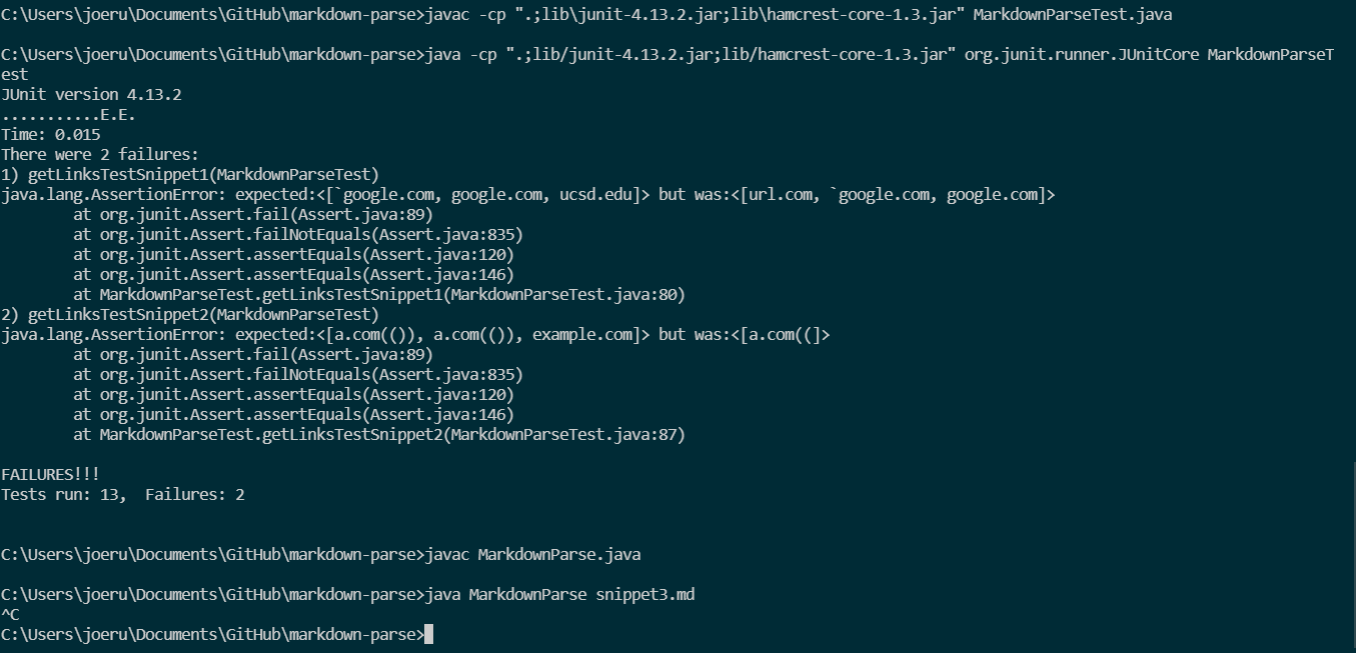 C:\Users\joeru\Documents\GitHub\markdown-parse>javac -cp ".;lib\junit-4.13.2.jar;lib\hamcrest-core-1.3.jar" MarkdownParseTest.java
C:\Users\joeru\Documents\GitHub\markdown-parse>java -cp ".;lib/junit-4.13.2.jar;lib/hamcrest-core-1.3.jar" org.junit.runner.JUnitCore MarkdownParseT
est
JUnit version 4.13.2
...........E.E.
Time: 0.015
There were 2 failures:
1) getLinksTestSnippet1(MarkdownParseTest)
java.lang.AssertionError: expected:<[`google.com, google.com, ucsd.edu]> but was:<[url.com, `google.com, google.com]>
        at org.junit.Assert.fail(Assert.java:89)
        at org.junit.Assert.failNotEquals(Assert.java:835)
        at org.junit.Assert.assertEquals(Assert.java:120)
        at org.junit.Assert.assertEquals(Assert.java:146)
        at MarkdownParseTest.getLinksTestSnippet1(MarkdownParseTest.java:80)
2) getLinksTestSnippet2(MarkdownParseTest)
java.lang.AssertionError: expected:<[a.com(()), a.com(()), example.com]> but was:<[a.com((]>
        at org.junit.Assert.fail(Assert.java:89)
        at org.junit.Assert.failNotEquals(Assert.java:835)
        at org.junit.Assert.assertEquals(Assert.java:120)
        at org.junit.Assert.assertEquals(Assert.java:146)
        at MarkdownParseTest.getLinksTestSnippet2(MarkdownParseTest.java:87)
FAILURES!!!
Tests run: 13,  Failures: 2
C:\Users\joeru\Documents\GitHub\markdown-parse>javac MarkdownParse.java
C:\Users\joeru\Documents\GitHub\markdown-parse>java MarkdownParse snippet3.md
^C
C:\Users\joeru\Documents\GitHub\markdown-parse>